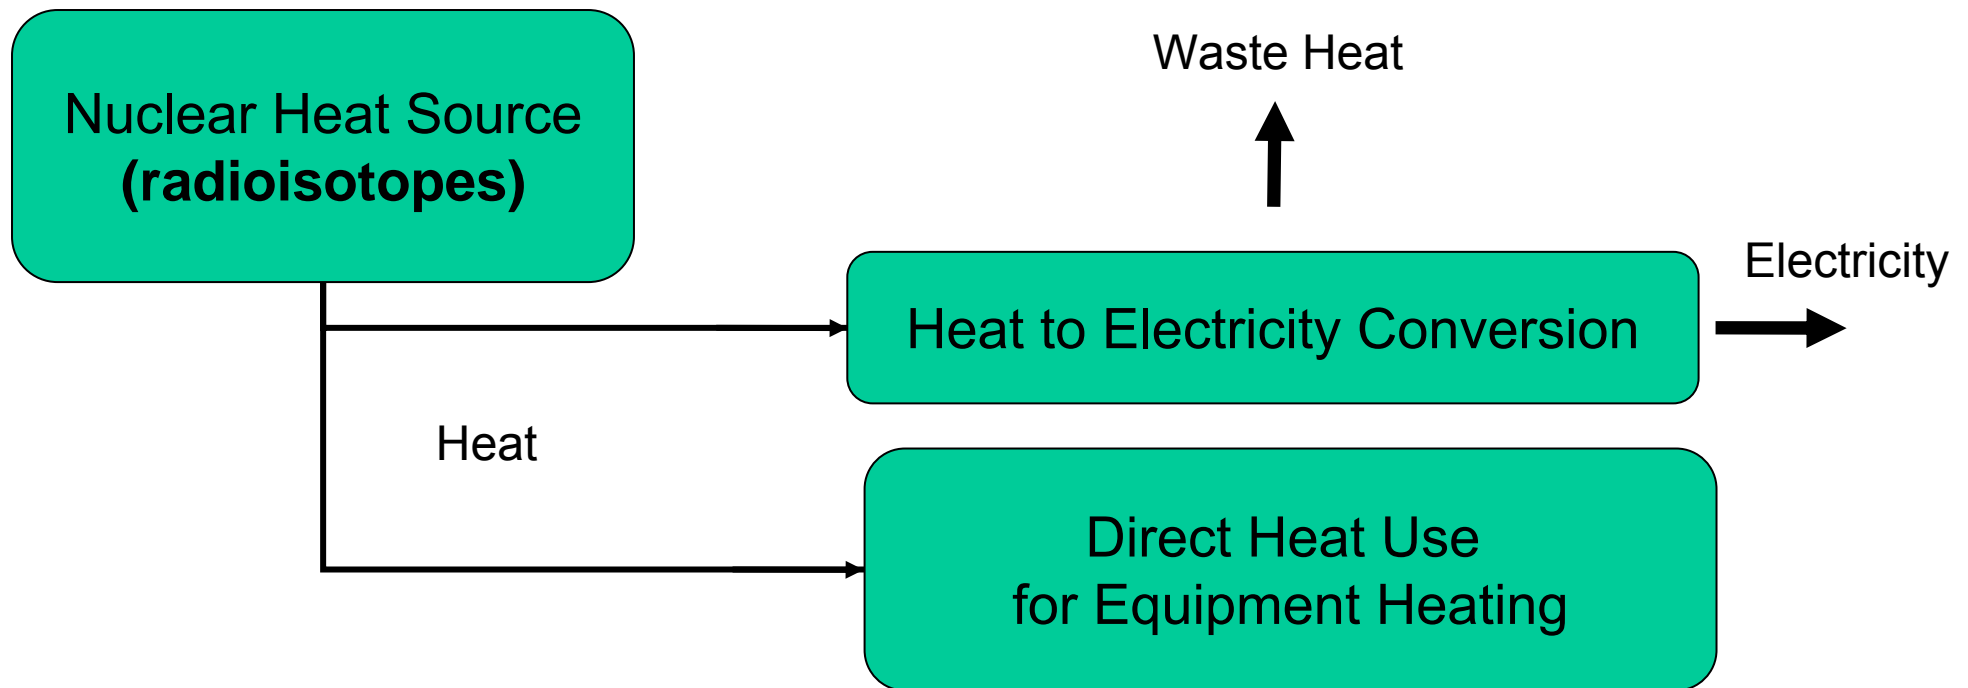 Nuclear Heat Source
(radioisotopes)
Waste Heat
Electricity
Heat to Electricity Conversion
Heat
Direct Heat Use
for Equipment Heating